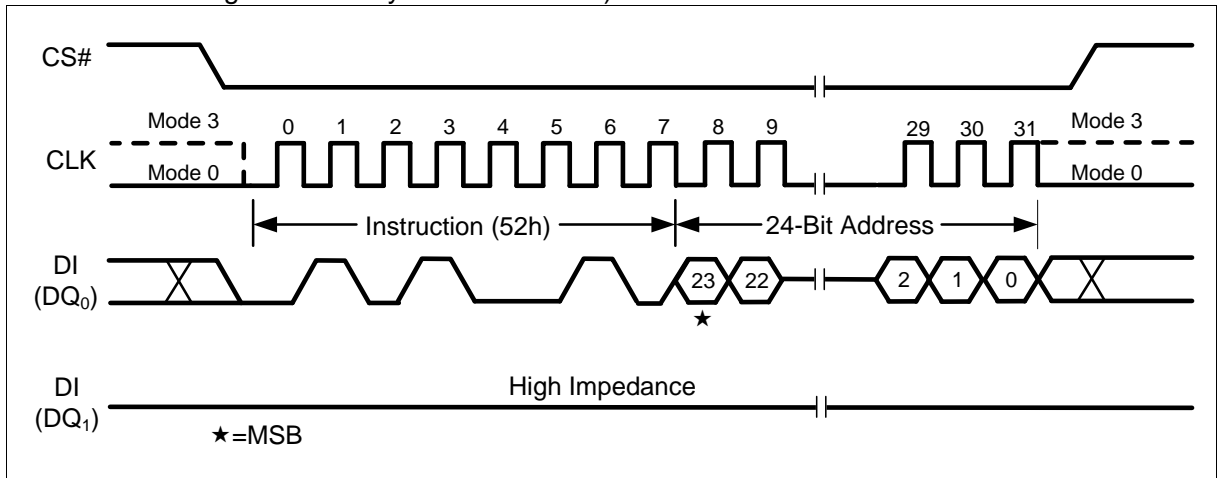 CS#
Mode 3
0 1 2 3 4 5 6 7 8 9 29 30 31
Mode 3
CLK
Mode 0
Mode 0
Instruction (52h)
24-Bit Address
DI
(DQ₀)
23 22 2 1 0
★
DI
(DQ₁)
High Impedance
★=MSB